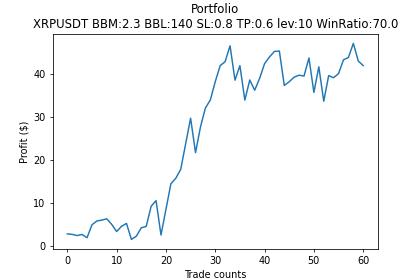 Portfolio
XRPUSDT BBM:2.3 BBL:140 SL:0.8 TP:0.6 lev:10 WinRatio:70.0
Profit ($)
40
30
20
10
0
0 10 20 30 40 50 60
Trade counts